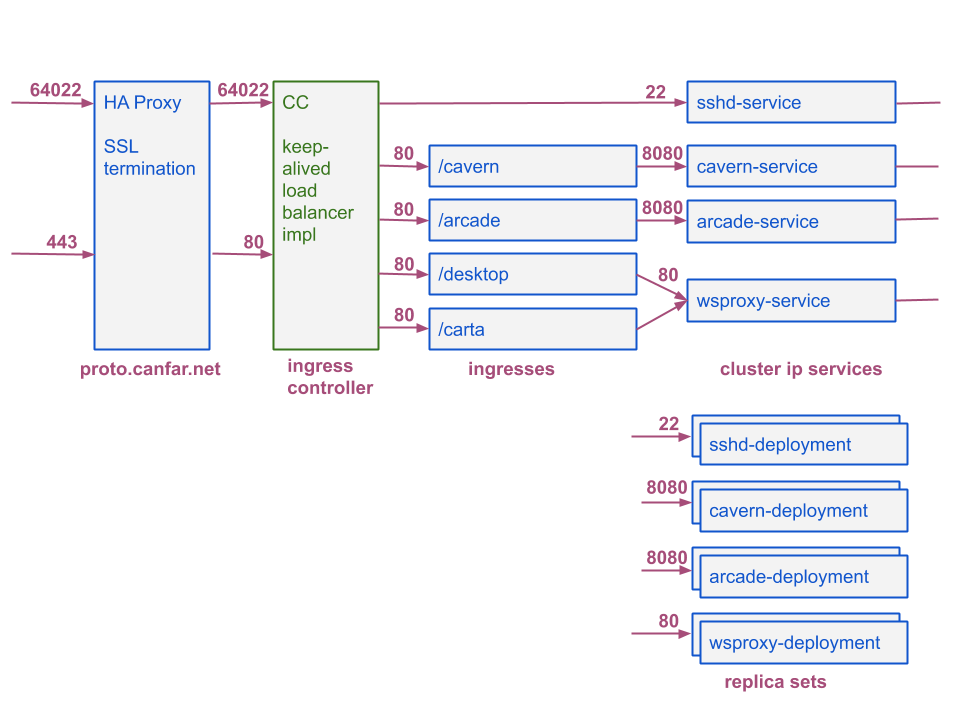 64022
HA Proxy
SSL
termination
443
proto.canfar.net
64022
80
CC
keep-
alived
load
balancer
impl
ingress
controller
22
80
/cavern
8080
80
/arcade
8080
80
/desktop
80
80
/carta
ingresses
sshd-service
cavern-service
arcade-service
wsproxy-service
cluster ip services
22
sshd-deployment
8080
cavern-deployment
8080
arcade-deployment
80
wsproxy-deployment
replica sets